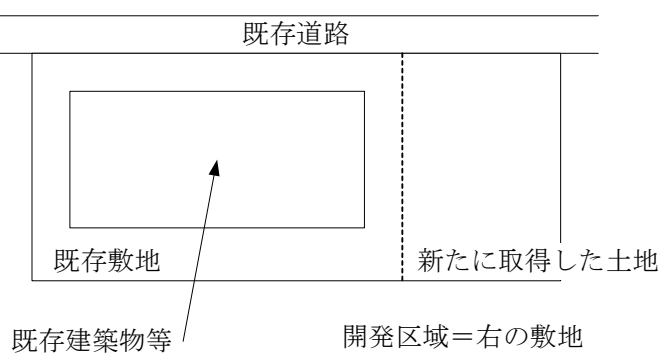 既存道路
既存敷地
新たに取得した土地
既存建築物等
開発区域＝右の敷地